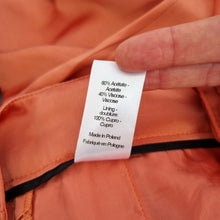 60% Acetate -
Acetate
40% Viscose -
Viscose
Lining -
doublure
100% Cupro -
Cupro
Made in Poland
Fabriqué en Pologne